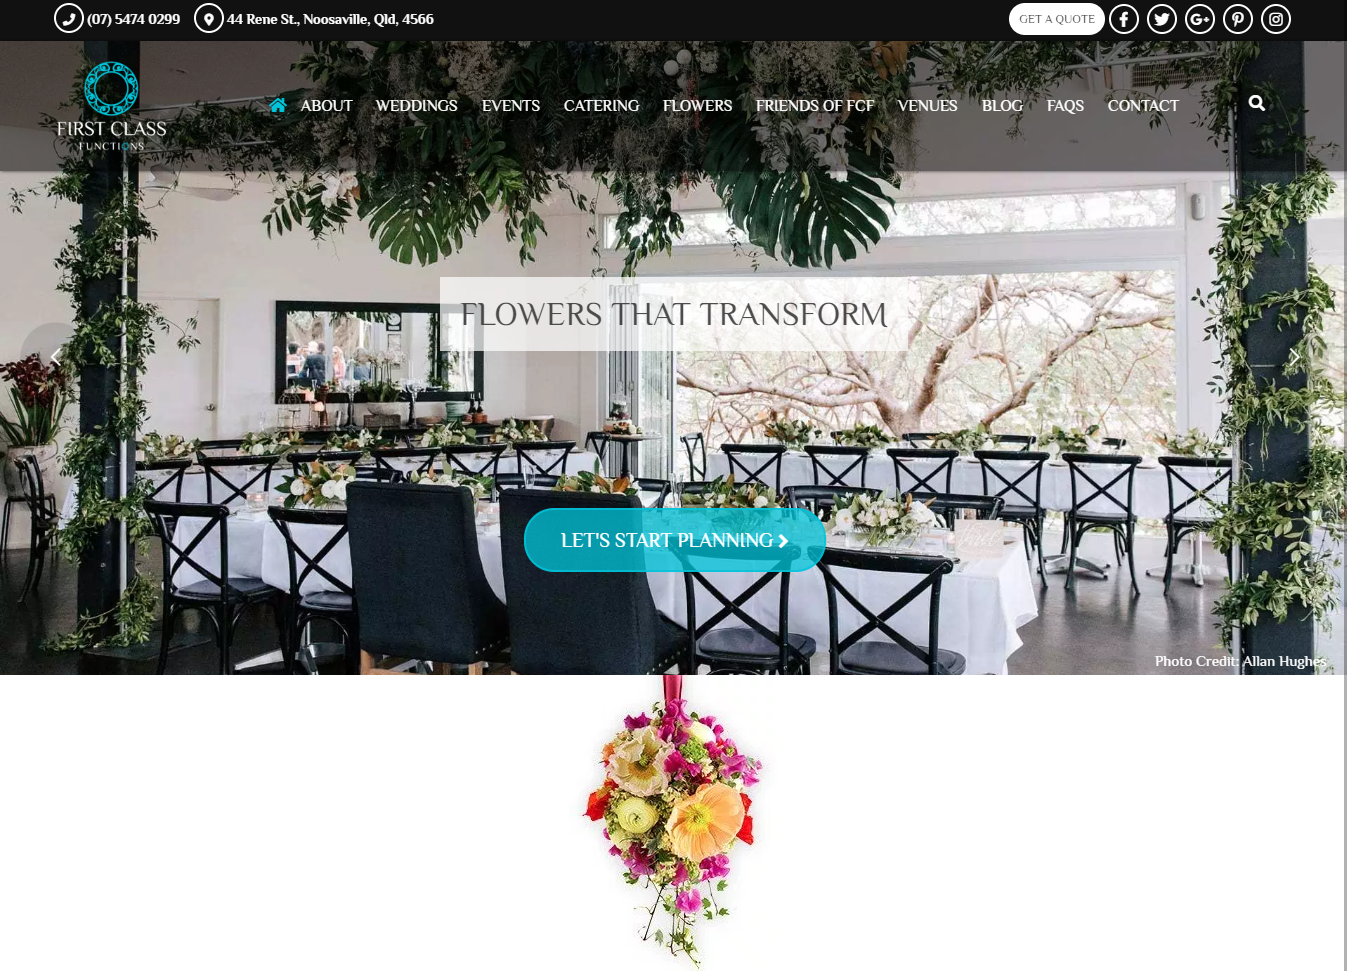 (07) 5474 0299 44 Rene St., Noosaville, Qld, 4566 GET A QUOTE
FIRST CLASS
FUNCTIONS
ABOUT WEDDINGS EVENTS CATERING FLOWERS FRIENDS OF FCF VENUES BLOG FAQS CONTACT
FLOWERS THAT TRANSFORM
LET'S START PLANNING
Photo Credit: Allan Hughes